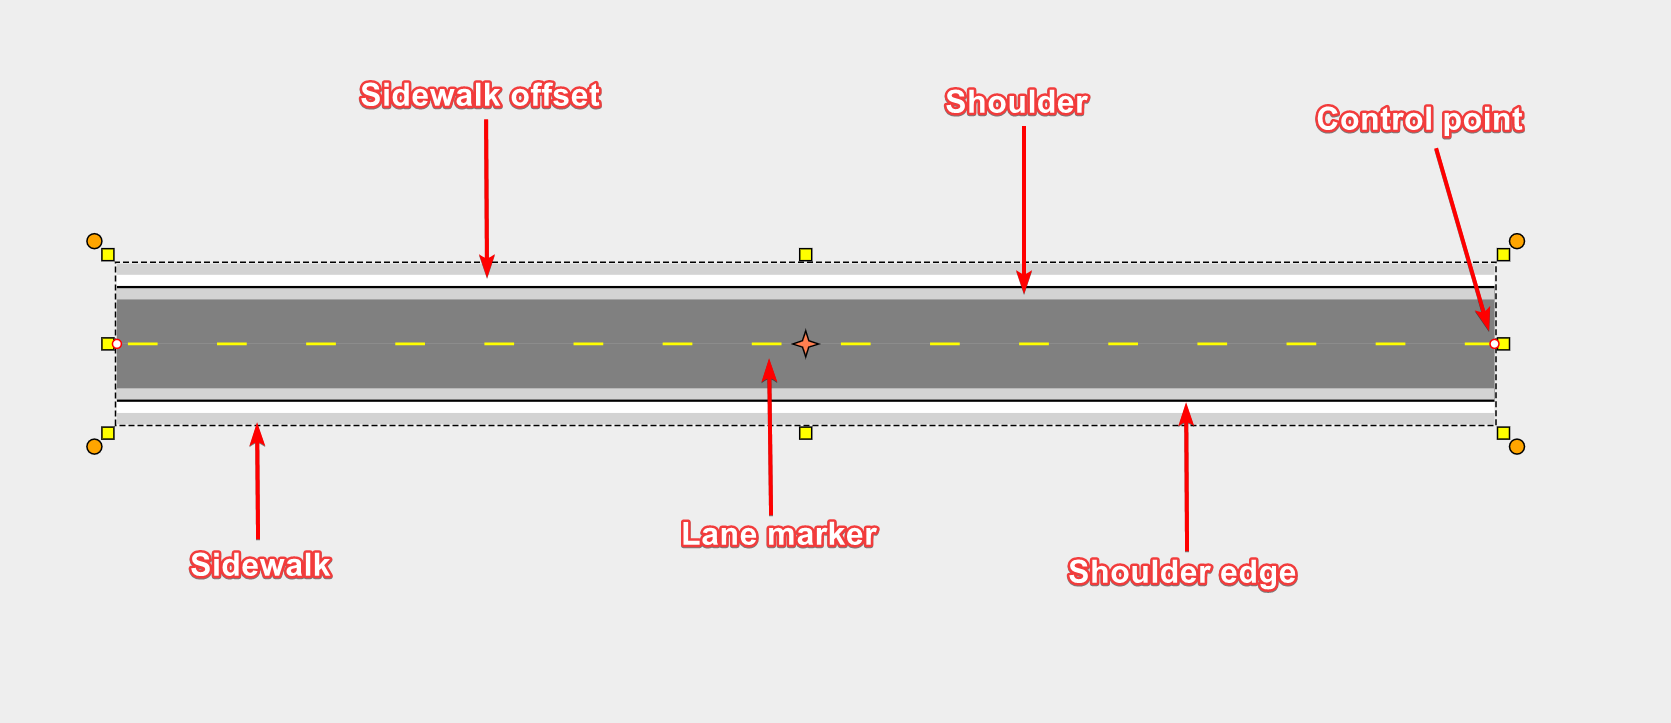 Sidewalk offset
Shoulder
Control point
Sidewalk
Lane marker
Shoulder edge